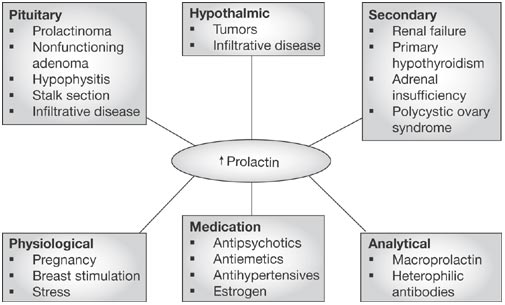 Pituitary
▪ Prolactinoma
▪ Nonfunctioning
adenoma
▪ Hypophysitis
▪ Stalk section
▪ Infiltrative disease
Hypothalmic
▪ Tumors
▪ Infiltrative disease
Secondary
▪ Renal failure
▪ Primary
hypothyroidism
▪ Adrenal
insufficiency
▪ Polycystic ovary
syndrome
↑ Prolactin
Physiological
▪ Pregnancy
▪ Breast stimulation
▪ Stress
Medication
▪ Antipsychotics
▪ Antiemetics
▪ Antihypertensives
▪ Estrogen
Analytical
▪ Macroprolactin
▪ Heterophilic
antibodies